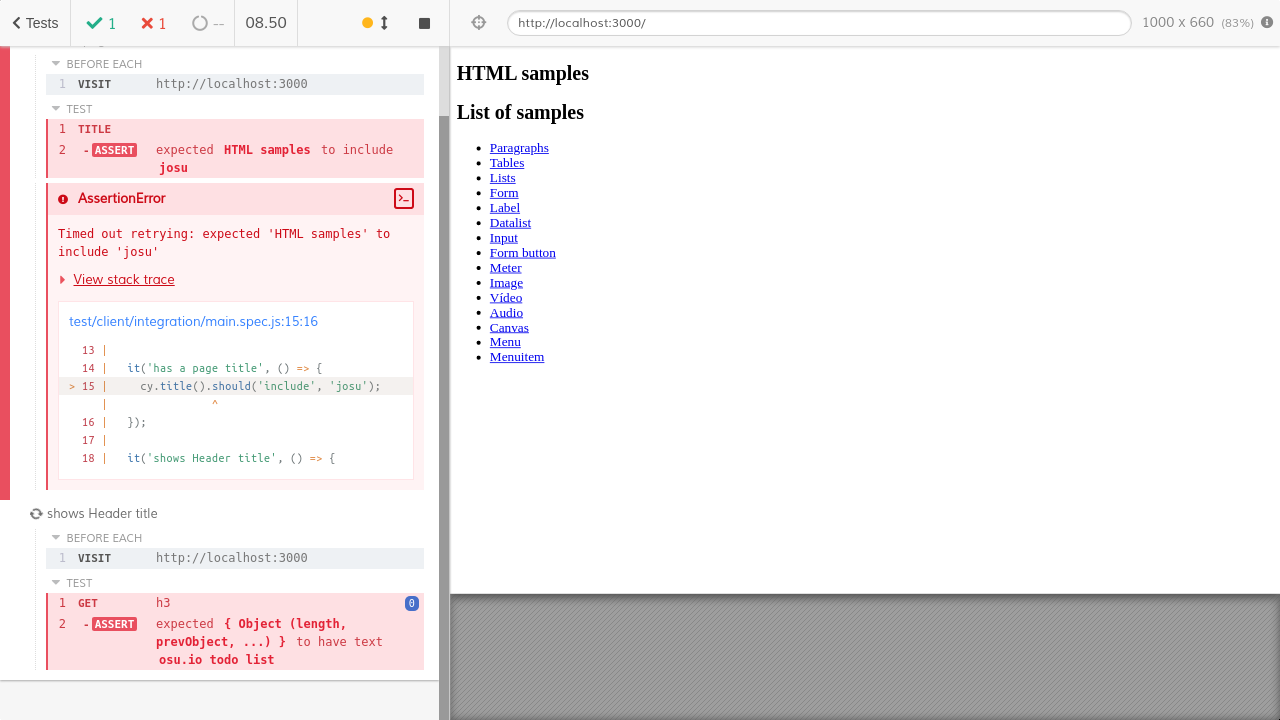 Tests
1
1
--
08.50
http://localhost:3000/
1000 x 660 (83%)
BEFORE EACH
1 VISIT http://localhost:3000
TEST
1 TITLE
2 - ASSERT expected HTML samples to include
josu
AssertionError
Timed out retrying: expected 'HTML samples' to
include 'josu'
View stack trace
test/client/integration/main.spec.js:15:16
13 |
14 | it('has a page title', () => {
> 15 | cy.title().should('include', 'josu');
| ^
16 | });
17 |
18 | it('shows Header title', () => {
shows Header title
BEFORE EACH
1 VISIT http://localhost:3000
TEST
1 GET h3 0
2 - ASSERT expected { Object (length,
prevObject, ...) } to have text
osu.io todo list
HTML samples
List of samples
• Paragraphs
• Tables
• Lists
• Form
• Label
• Datalist
• Input
• Form button
• Meter
• Image
• Vídeo
• Audio
• Canvas
• Menu
• Menuitem